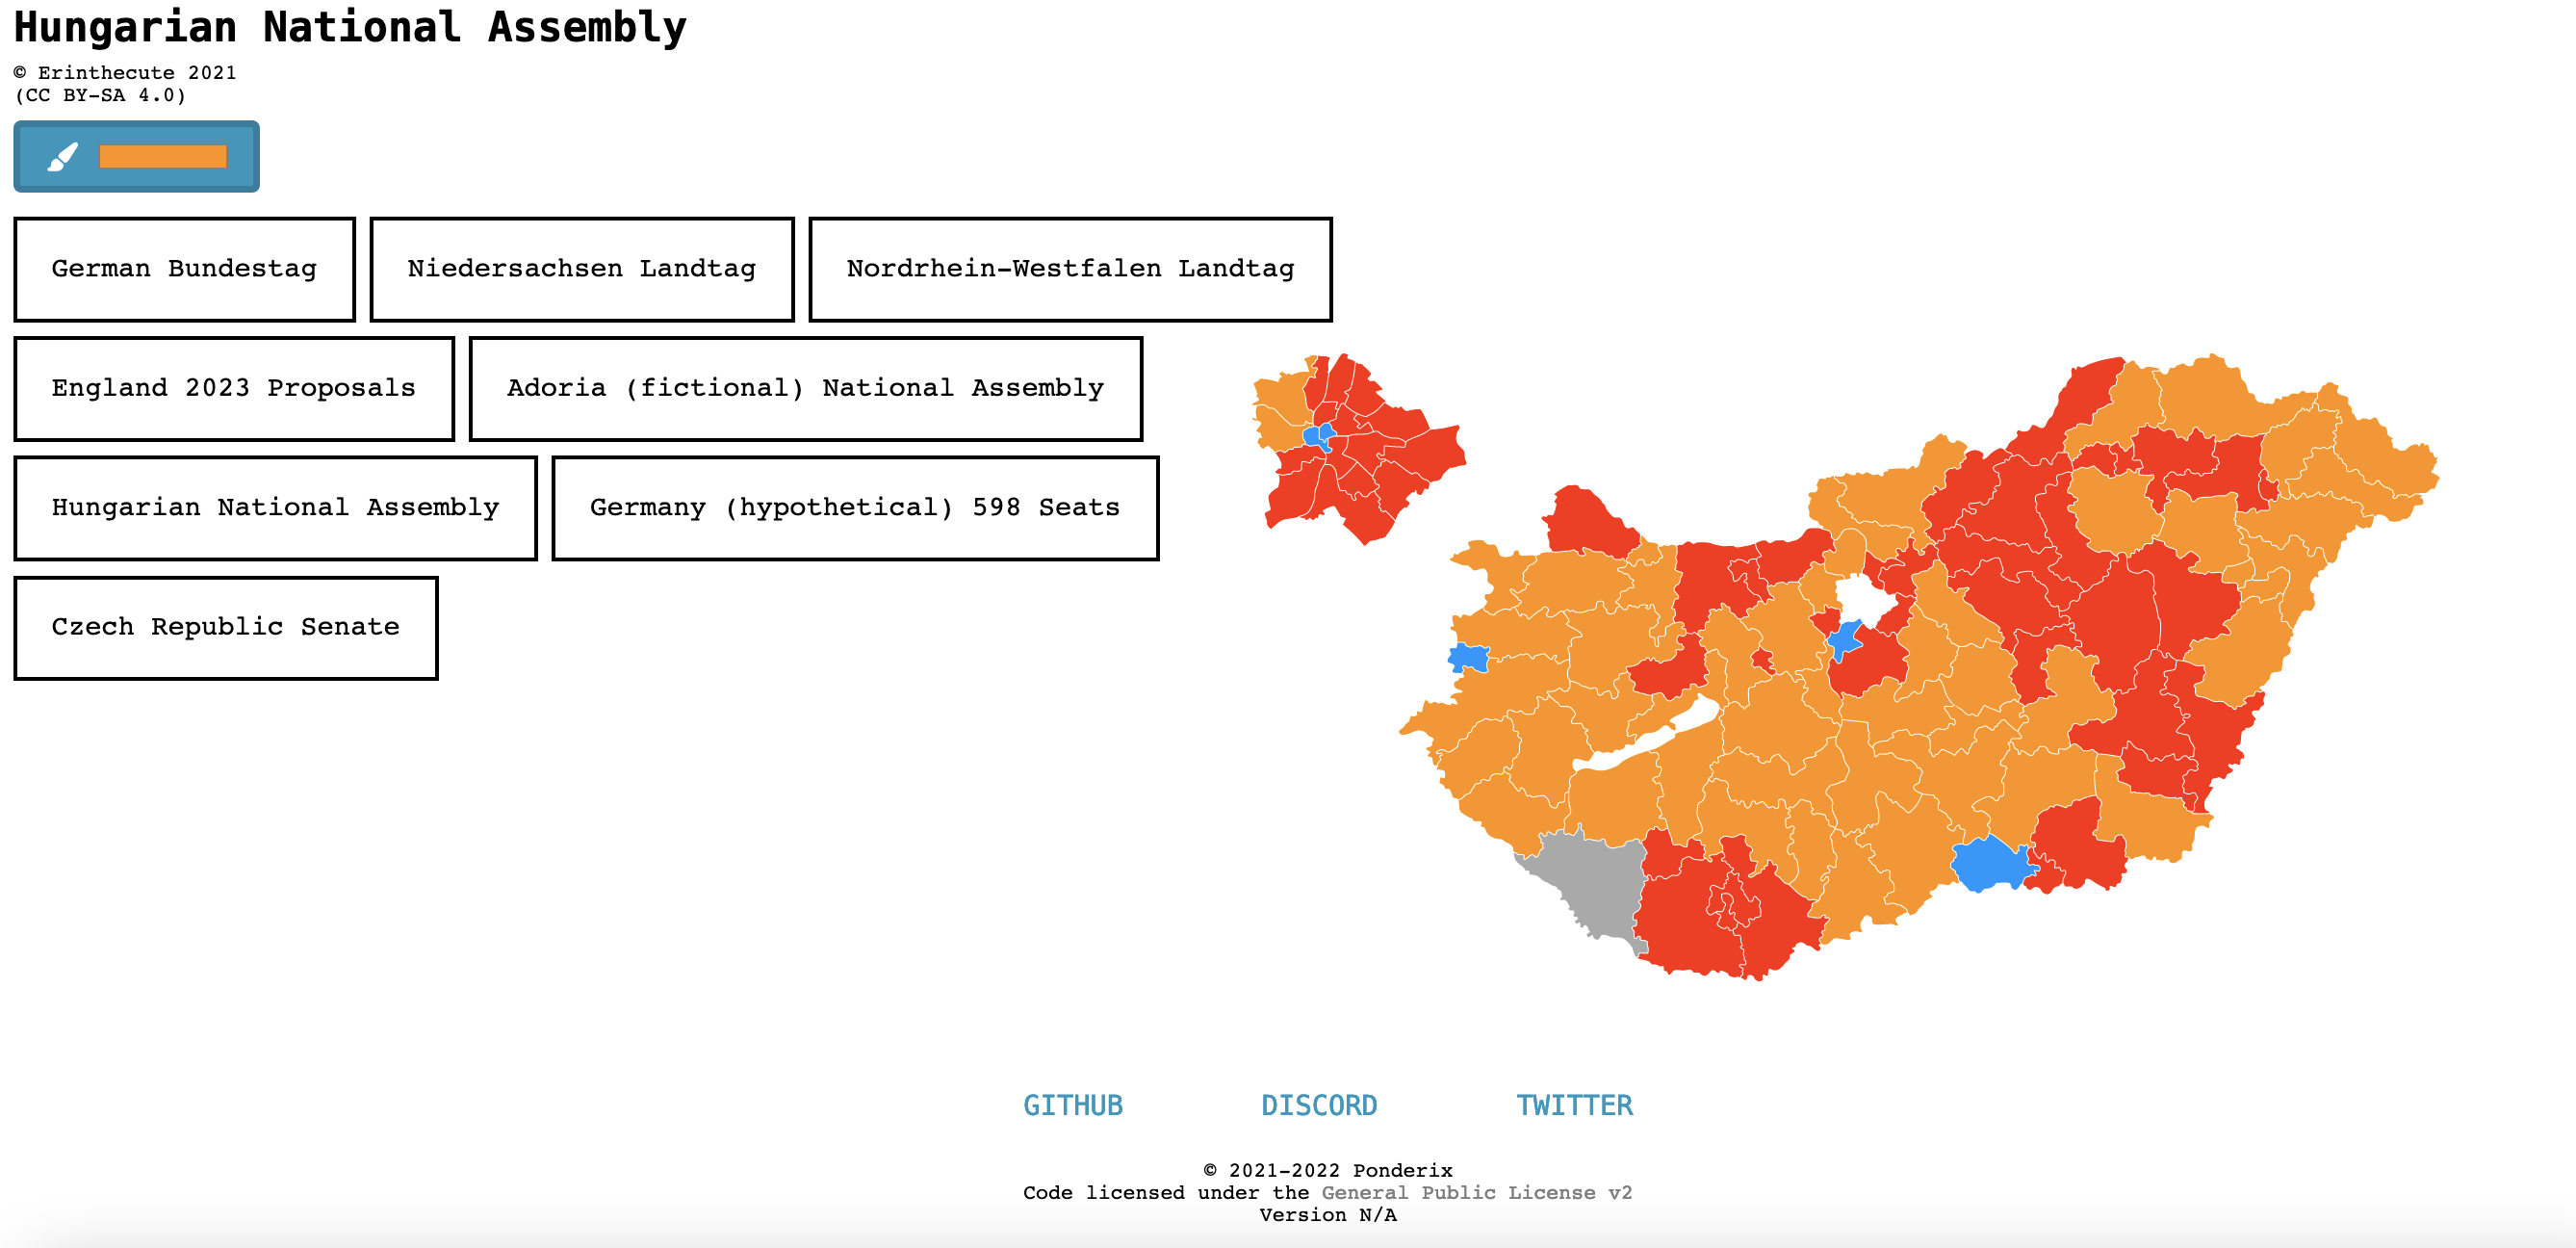 Hungarian National Assembly
© Erinthecute 2021
(CC BY-SA 4.0)
German Bundestag
Niedersachsen Landtag
Nordrhein-Westfalen Landtag
England 2023 Proposals
Adoria (fictional) National Assembly
Hungarian National Assembly
Germany (hypothetical) 598 Seats
Czech Republic Senate
GITHUB
DISCORD
TWITTER
© 2021-2022 Ponderix
Code licensed under the General Public License v2
Version N/A